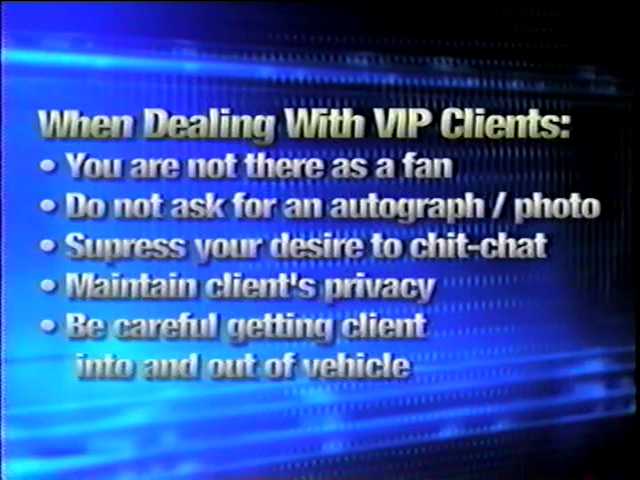 When Dealing With VIP Clients:
• You are not there as a fan
• Do not ask for an autograph / photo
• Supress your desire to chit-chat
• Maintain client's privacy
• Be careful getting client
into and out of vehicle